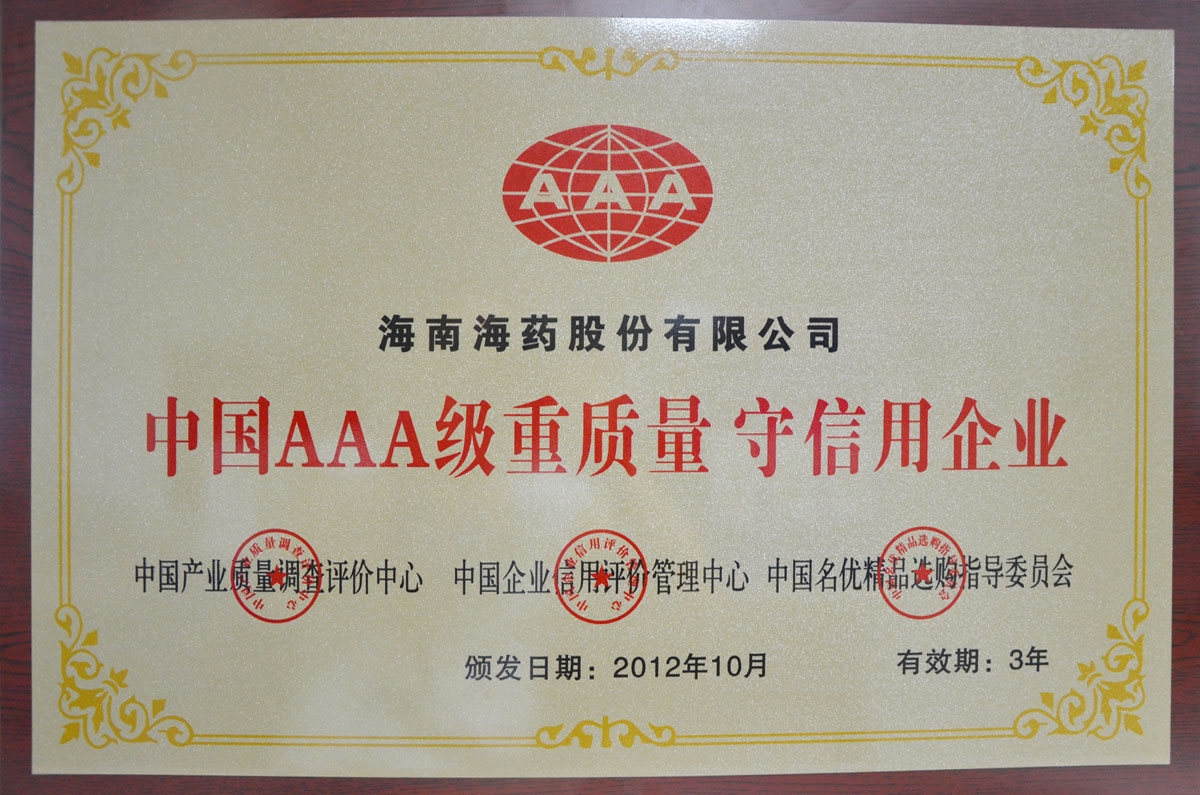 AAA
海南海药股份有限公司
中国AAA级重质量 守信用企业
中国产业质量调查评价中心 中国企业信用评价管理中心 中国名优精品选购指导委员会
颁发日期：2012年10月 有效期：3年